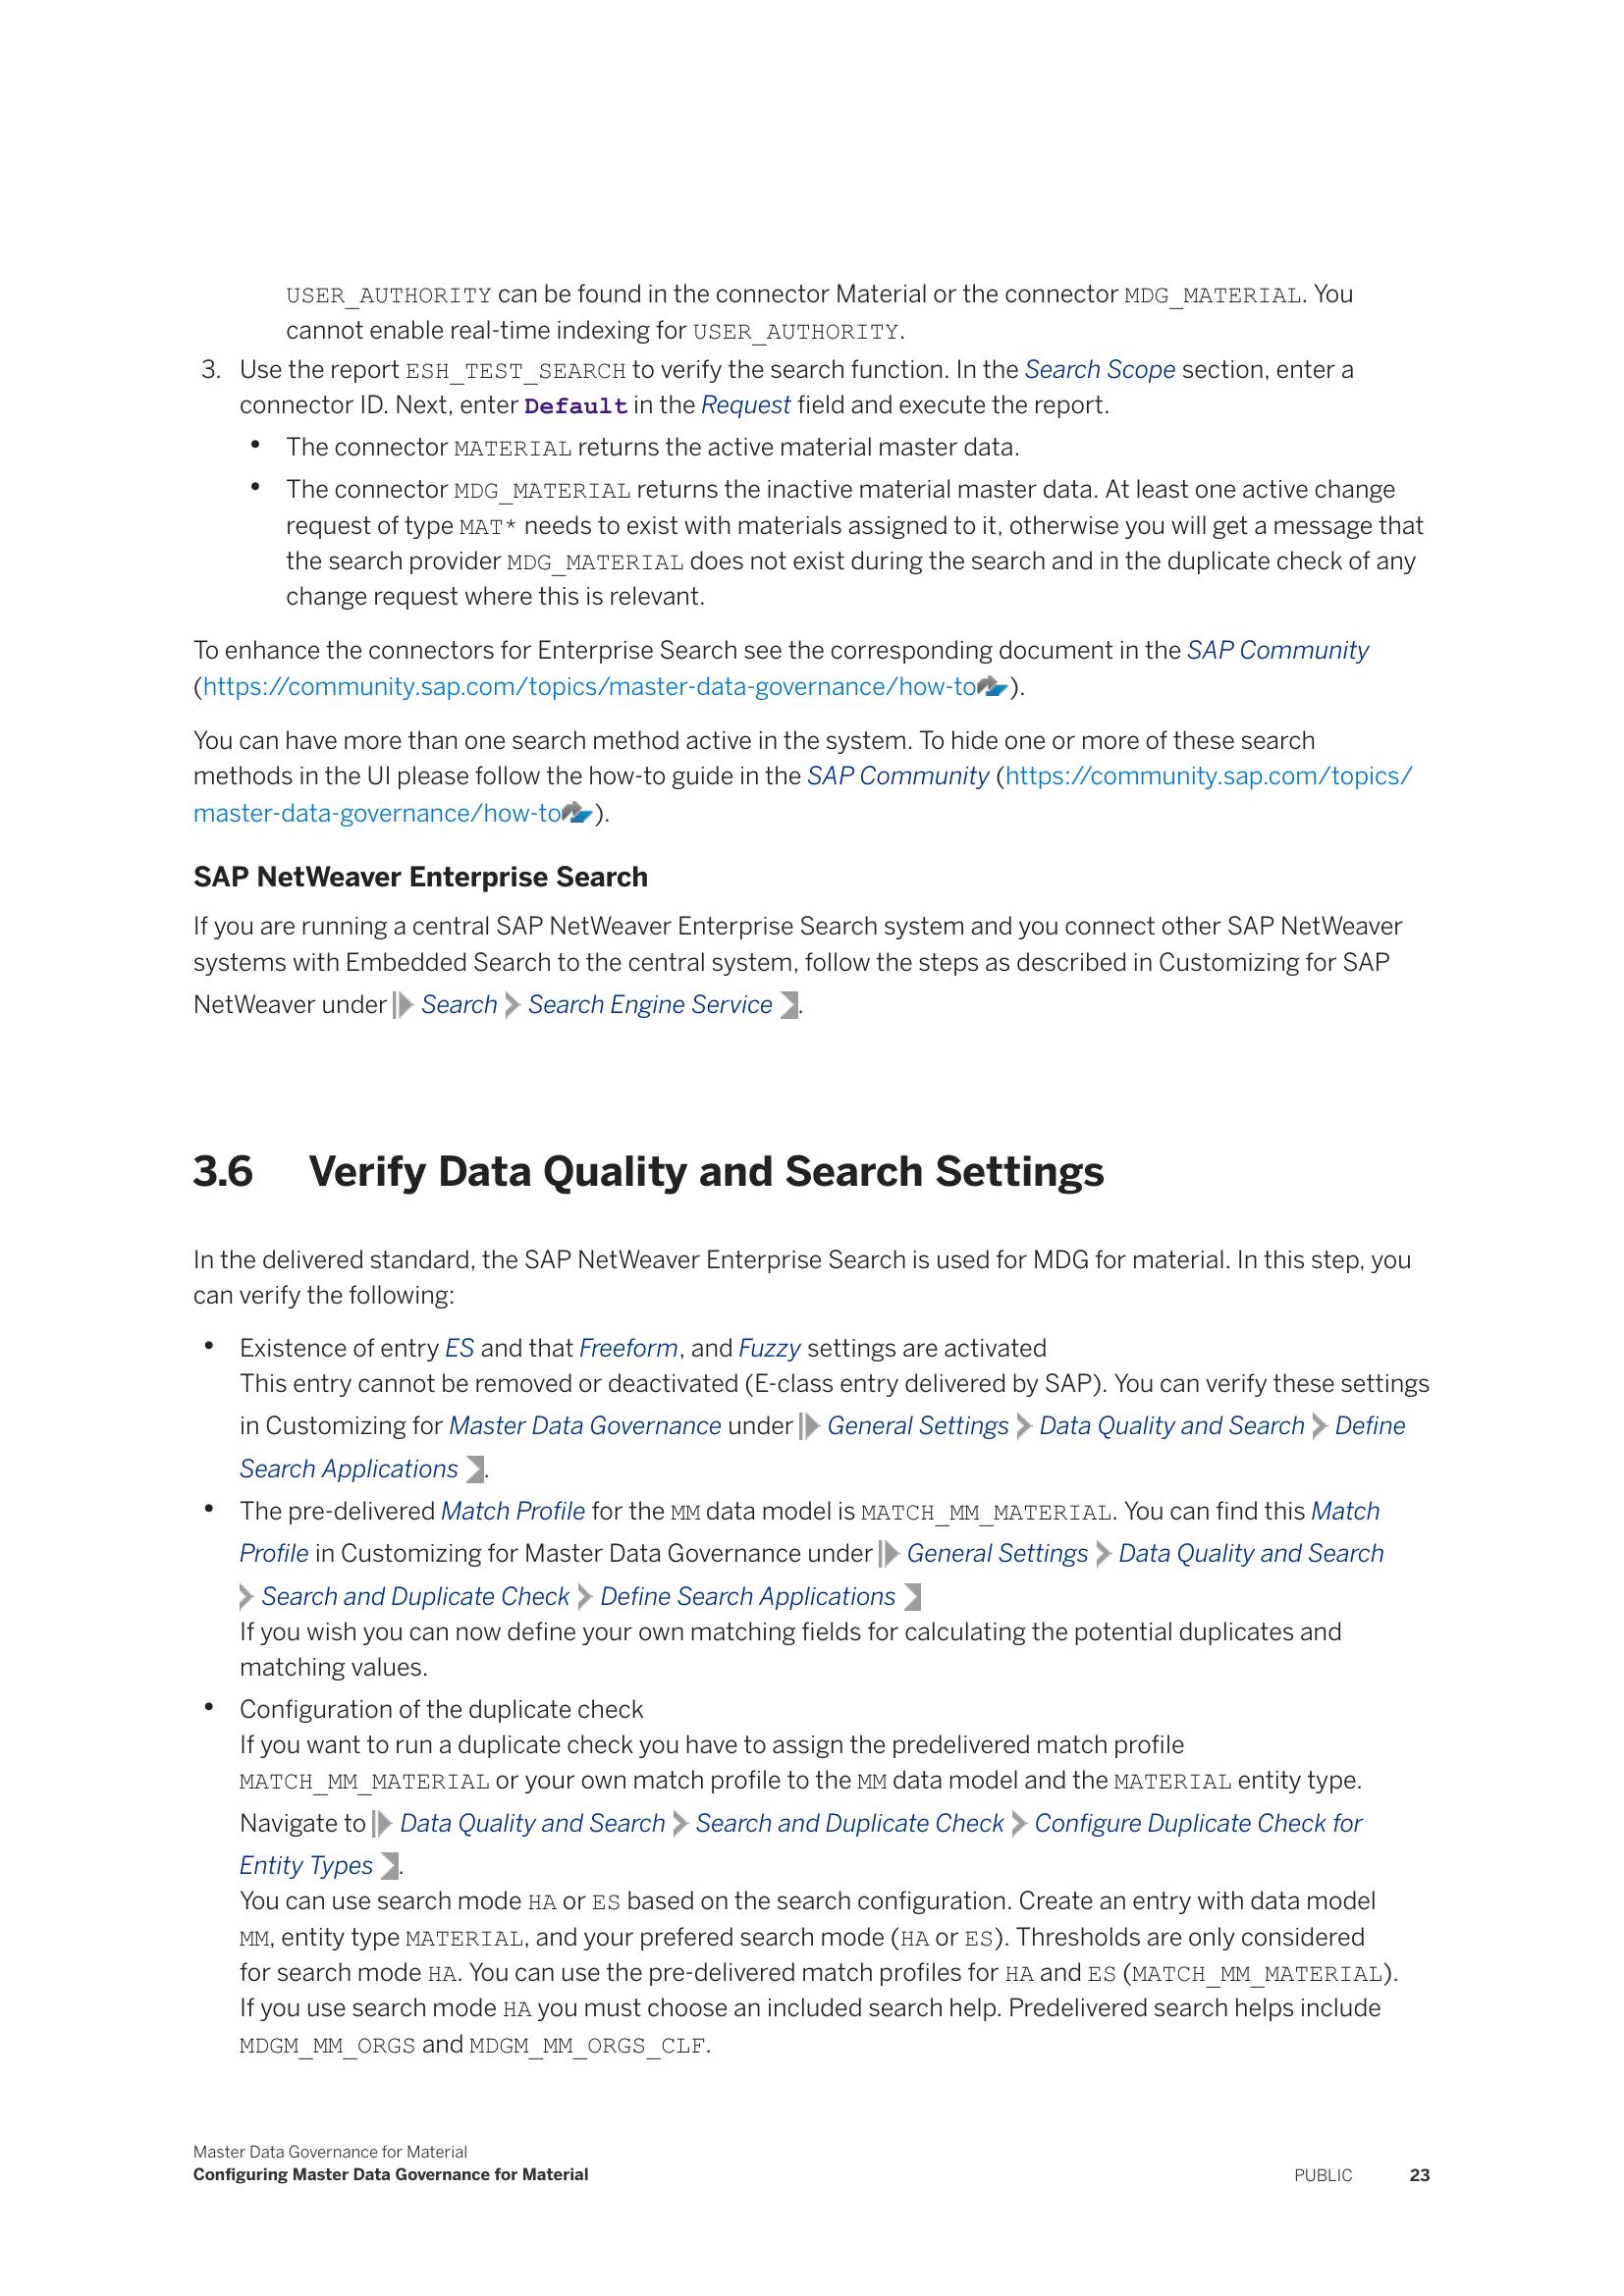 USER_AUTHORITY can be found in the connector Material or the connector MDG_MATERIAL. You
cannot enable real-time indexing for USER_AUTHORITY.
3. Use the report ESH_TEST_SEARCH to verify the search function. In the Search Scope section, enter a
connector ID. Next, enter Default in the Request field and execute the report.
• The connector MATERIAL returns the active material master data.
• The connector MDG_MATERIAL returns the inactive material master data. At least one active change
request of type MAT* needs to exist with materials assigned to it, otherwise you will get a message that
the search provider MDG_MATERIAL does not exist during the search and in the duplicate check of any
change request where this is relevant.
To enhance the connectors for Enterprise Search see the corresponding document in the SAP Community
(https://community.sap.com/topics/master-data-governance/how-to).
You can have more than one search method active in the system. To hide one or more of these search
methods in the UI please follow the how-to guide in the SAP Community (https://community.sap.com/topics/
master-data-governance/how-to).
SAP NetWeaver Enterprise Search
If you are running a central SAP NetWeaver Enterprise Search system and you connect other SAP NetWeaver
systems with Embedded Search to the central system, follow the steps as described in Customizing for SAP
NetWeaver under Search Search Engine Service.
3.6 Verify Data Quality and Search Settings
In the delivered standard, the SAP NetWeaver Enterprise Search is used for MDG for material. In this step, you
can verify the following:
• Existence of entry ES and that Freeform, and Fuzzy settings are activated
This entry cannot be removed or deactivated (E-class entry delivered by SAP). You can verify these settings
in Customizing for Master Data Governance under General Settings Data Quality and Search Define
Search Applications.
• The pre-delivered Match Profile for the MM data model is MATCH_MM_MATERIAL. You can find this Match
Profile in Customizing for Master Data Governance under General Settings Data Quality and Search
Search and Duplicate Check Define Search Applications
If you wish you can now define your own matching fields for calculating the potential duplicates and
matching values.
• Configuration of the duplicate check
If you want to run a duplicate check you have to assign the predelivered match profile
MATCH_MM_MATERIAL or your own match profile to the MM data model and the MATERIAL entity type.
Navigate to Data Quality and Search Search and Duplicate Check Configure Duplicate Check for
Entity Types.
You can use search mode HA or ES based on the search configuration. Create an entry with data model
MM, entity type MATERIAL, and your prefered search mode (HA or ES). Thresholds are only considered
for search mode HA. You can use the pre-delivered match profiles for HA and ES (MATCH_MM_MATERIAL).
If you use search mode HA you must choose an included search help. Predelivered search helps include
MDGM_MM_ORGS and MDGM_MM_ORGS_CLF.
Master Data Governance for Material
Configuring Master Data Governance for Material PUBLIC 23